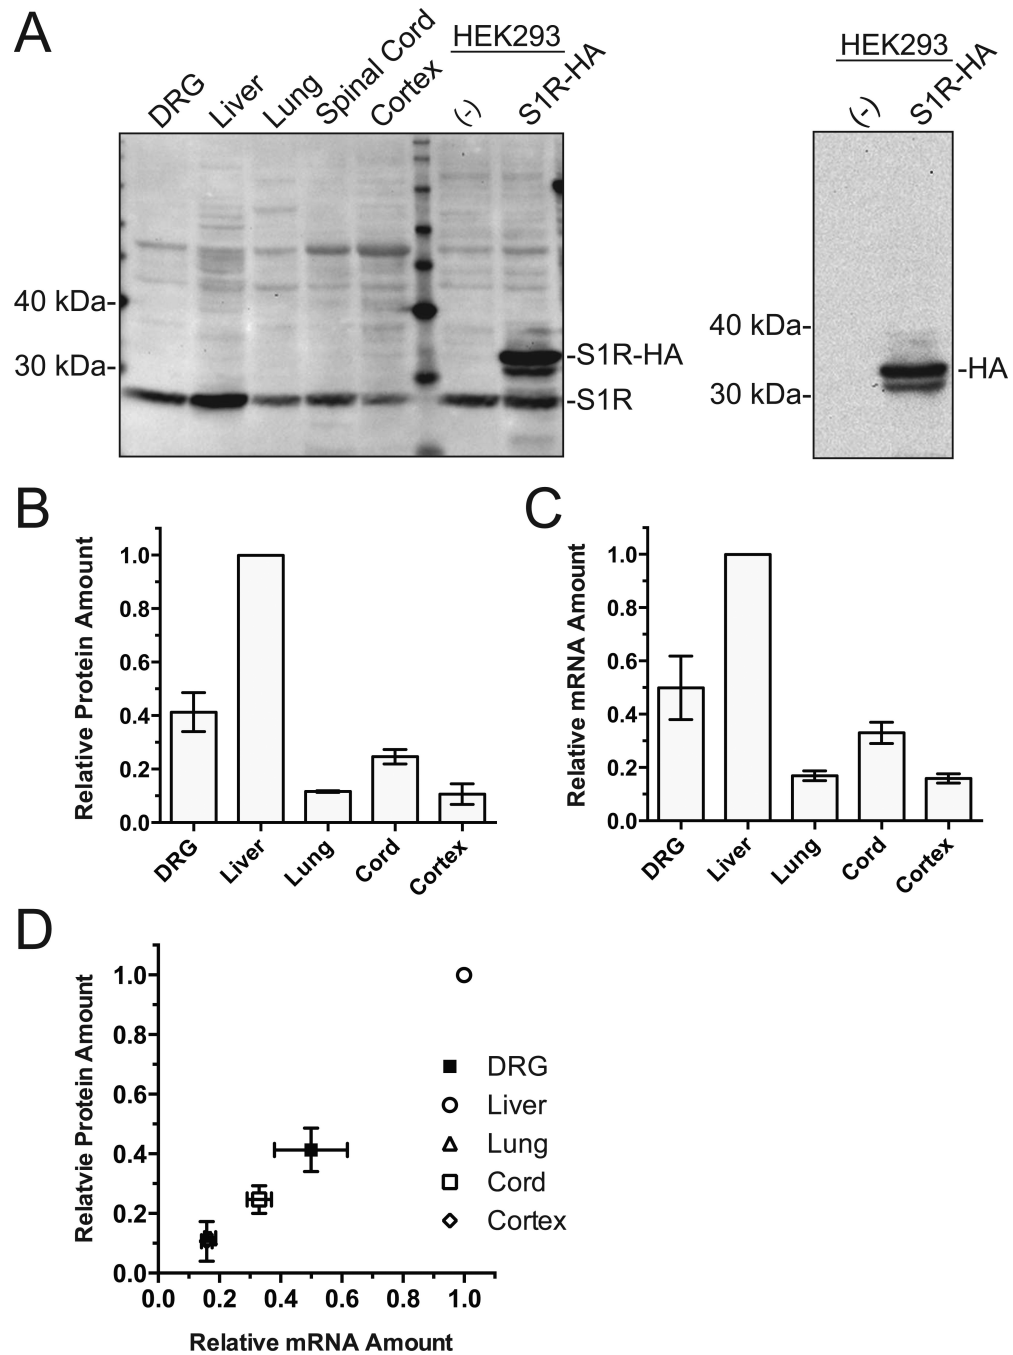 A
DRG
Liver
Lung
Spinal Cord
Cortex
HEK293
(-)
S1R-HA
40 kDa-
30 kDa-
-S1R-HA
-S1R
HEK293
(-)
S1R-HA
40 kDa-
30 kDa-
-HA
B
Relative Protein Amount
1.0
0.8
0.6
0.4
0.2
0.0
DRG
Liver
Lung
Cord
Cortex
C
Relative mRNA Amount
1.0
0.8
0.6
0.4
0.2
0.0
DRG
Liver
Lung
Cord
Cortex
D
Relatvie Protein Amount
1.0
0.8
0.6
0.4
0.2
0.0
0.0 0.2 0.4 0.6 0.8 1.0
Relative mRNA Amount
DRG
Liver
Lung
Cord
Cortex